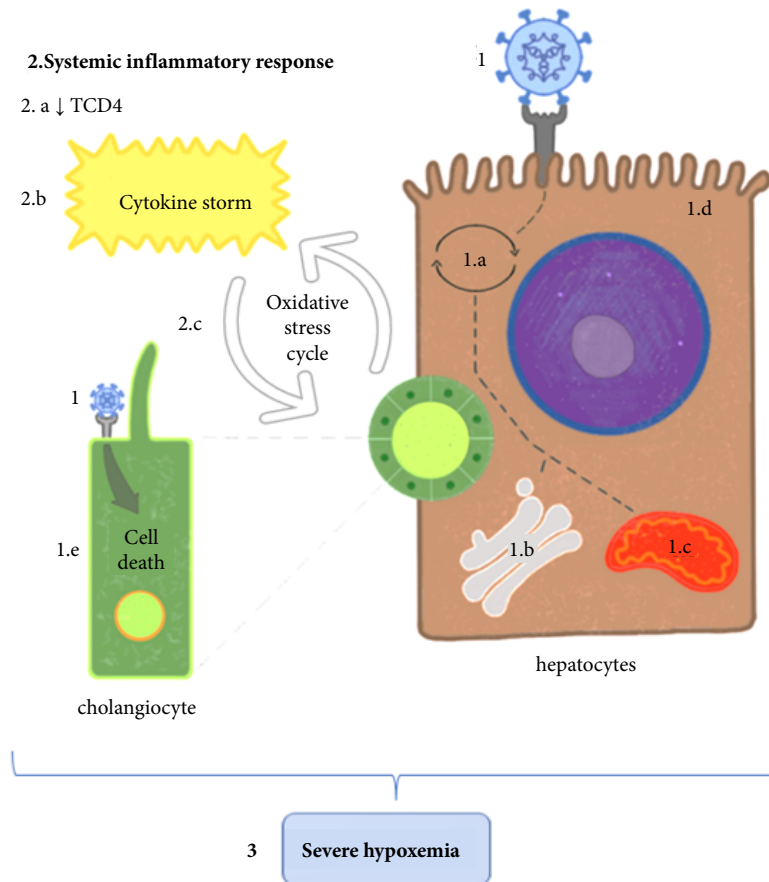 2.Systemic inflammatory response
1
2. a ↓ TCD4
2.b
Cytokine storm
1.d
1.a
Oxidative
stress
cycle
2.c
1
Cell
death
1.e
1.b
1.c
hepatocytes
cholangiocyte
3
Severe hypoxemia